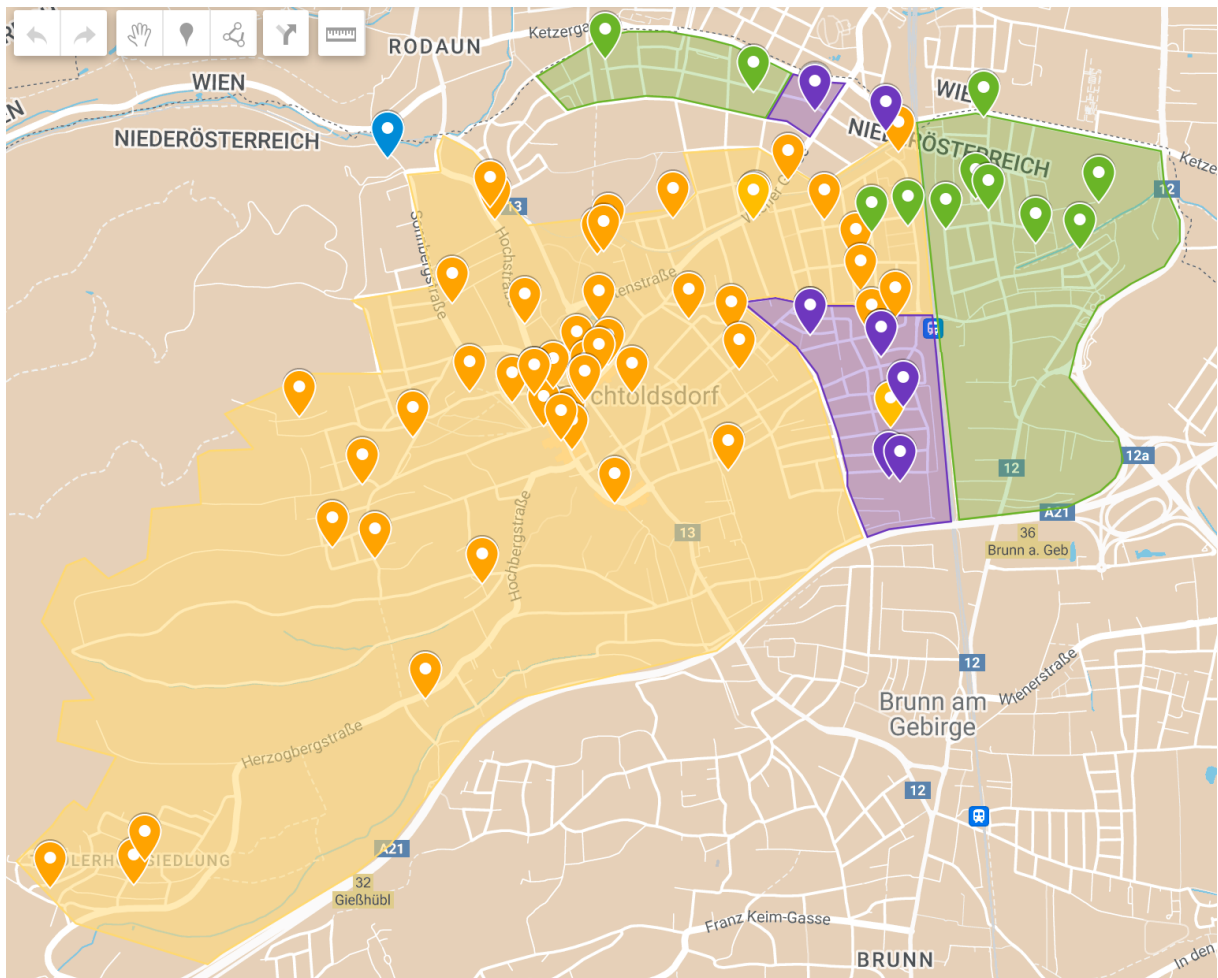 RODAUN
Ketzerga
WIEN
WIE
NIEDERÖSTERREICH
NIEDERÖSTERREICH
Ketze
12
13
Sonnbergstraße
Hochstraße
Wiener G
enstraße
chtoldsdorf
12a
12
A21
13
36
Brunn a. Geb
Hochbergstraße
12
Wienerstraße
Brunn am
Gebirge
Herzogbergstraße
12
A21
LERH SIEDLUNG
32
Gießhübl
Franz Keim-Gasse
BRUNN
In den